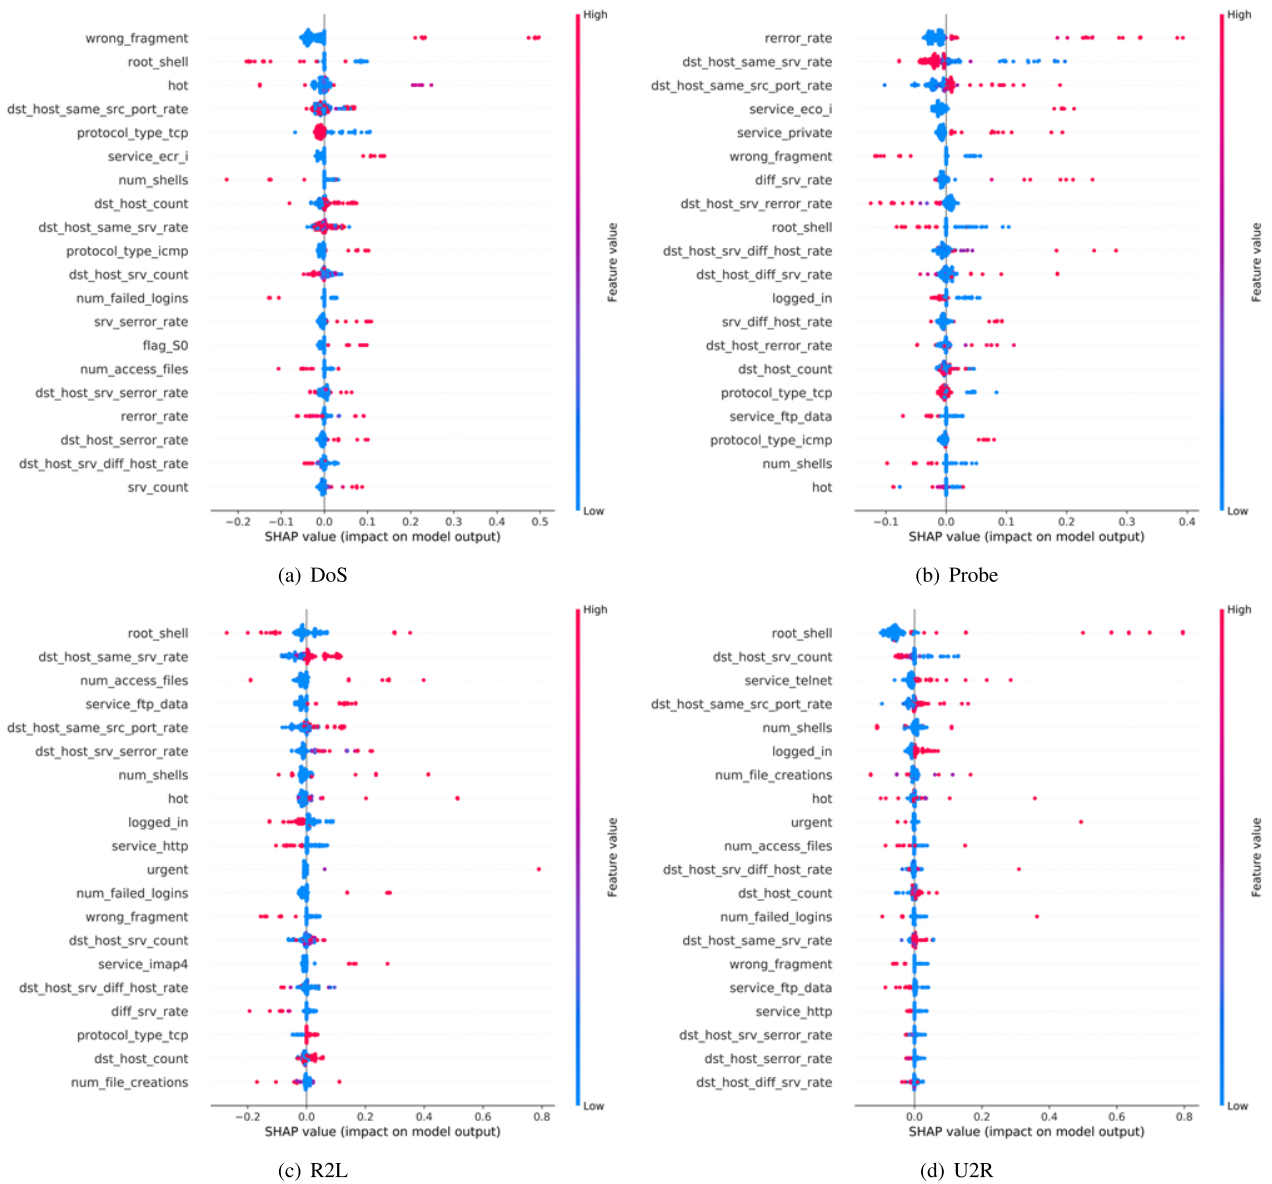 wrong_fragment
root_shell
hot
dst_host_same_src_port_rate
protocol_type_tcp
service_ecr_i
num_shells
dst_host_count
dst_host_same_srv_rate
protocol_type_icmp
dst_host_srv_count
num_failed_logins
srv_serror_rate
flag_S0
num_access_files
dst_host_srv_serror_rate
rerror_rate
dst_host_serror_rate
dst_host_srv_diff_host_rate
srv_count
−0.2 −0.1 0.0 0.1 0.2 0.3 0.4 0.5
SHAP value (impact on model output)
High
Feature value
Low
(a) DoS
rerror_rate
dst_host_same_srv_rate
dst_host_same_src_port_rate
service_eco_i
service_private
wrong_fragment
diff_srv_rate
dst_host_srv_rerror_rate
root_shell
dst_host_srv_diff_host_rate
dst_host_diff_srv_rate
logged_in
srv_diff_host_rate
dst_host_rerror_rate
dst_host_count
protocol_type_tcp
service_ftp_data
protocol_type_icmp
num_shells
hot
−0.1 0.0 0.1 0.2 0.3 0.4
SHAP value (impact on model output)
High
Feature value
Low
(b) Probe
root_shell
dst_host_same_srv_rate
num_access_files
service_ftp_data
dst_host_same_src_port_rate
dst_host_srv_serror_rate
num_shells
hot
logged_in
service_http
urgent
num_failed_logins
wrong_fragment
dst_host_srv_count
service_imap4
dst_host_srv_diff_host_rate
diff_srv_rate
protocol_type_tcp
dst_host_count
num_file_creations
−0.2 0.0 0.2 0.4 0.6 0.8
SHAP value (impact on model output)
High
Feature value
Low
(c) R2L
root_shell
dst_host_srv_count
service_telnet
dst_host_same_src_port_rate
num_shells
logged_in
num_file_creations
hot
urgent
num_access_files
dst_host_srv_diff_host_rate
dst_host_count
num_failed_logins
dst_host_same_srv_rate
wrong_fragment
service_ftp_data
service_http
dst_host_srv_serror_rate
dst_host_serror_rate
dst_host_diff_srv_rate
0.0 0.2 0.4 0.6 0.8
SHAP value (impact on model output)
High
Feature value
Low
(d) U2R